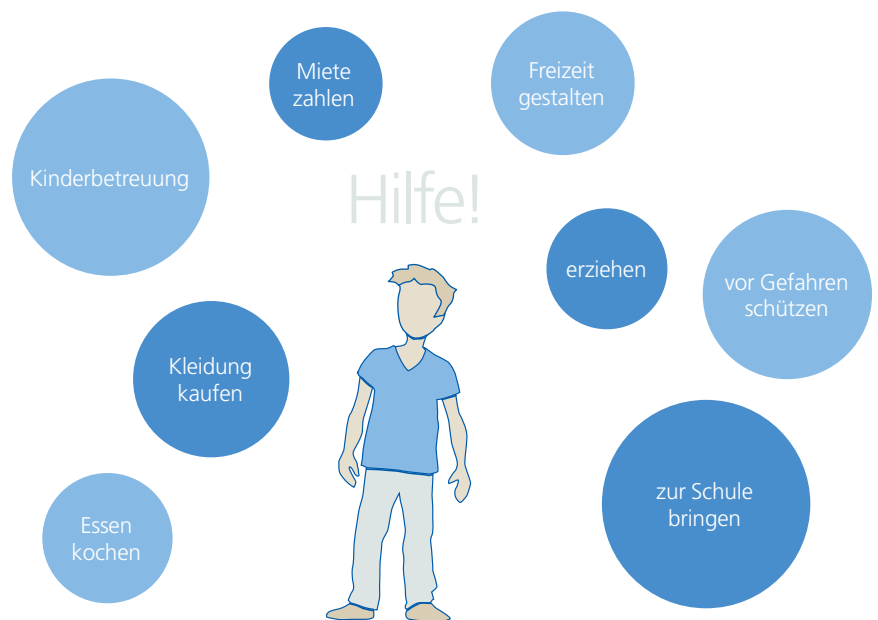 Miete
zahlen
Freizeit
gestalten
Kinderbetreuung
Hilfe!
erziehen
vor Gefahren
schützen
Kleidung
kaufen
zur Schule
bringen
Essen
kochen